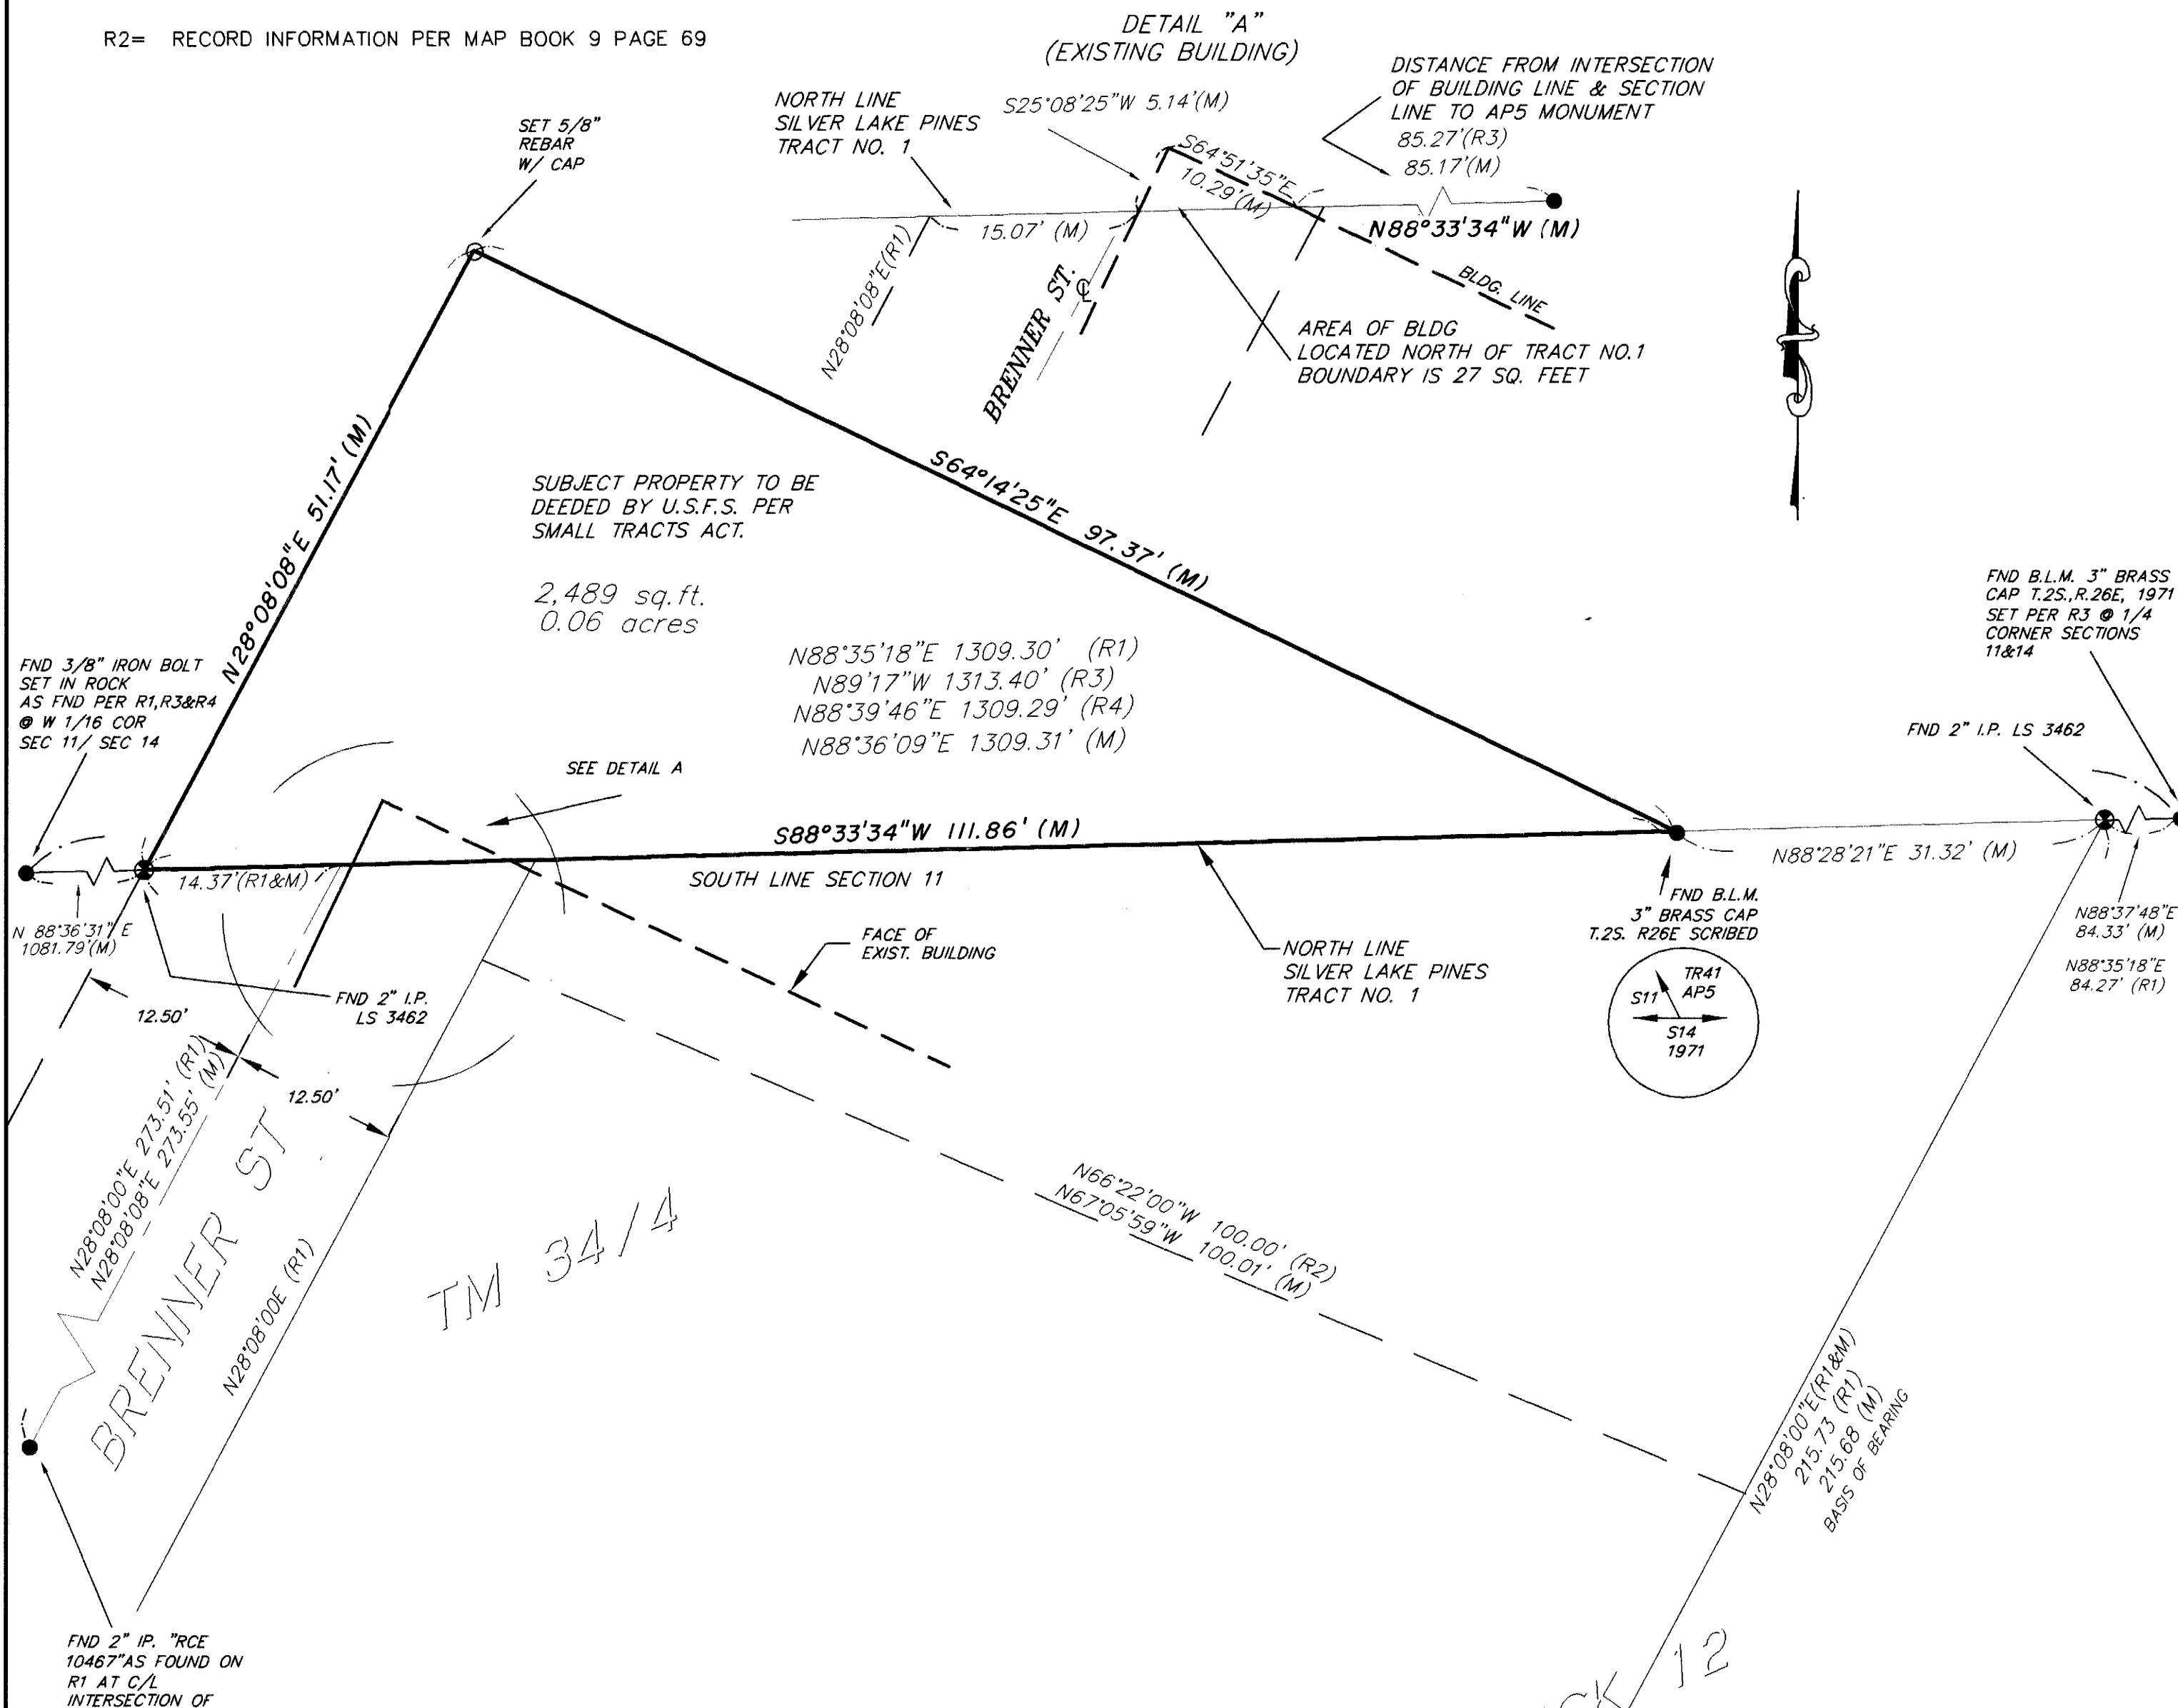 R2= RECORD INFORMATION PER MAP BOOK 9 PAGE 69
DETAIL "A"
(EXISTING BUILDING)
DISTANCE FROM INTERSECTION
OF BUILDING LINE & SECTION
LINE TO AP5 MONUMENT
85.27'(R3)
85.17'(M)
NORTH LINE
SILVER LAKE PINES
TRACT NO. 1
S25°08'25"W 5.14'(M)
SET 5/8"
REBAR
W/ CAP
S64°51'35"E
10.29'(M)
15.07' (M)
N88°33'34"W (M)
N28°08'08"E(R1)
BRENNER ST.
℄
BLDG. LINE
AREA OF BLDG
LOCATED NORTH OF TRACT NO.1
BOUNDARY IS 27 SQ. FEET
N28°08'08"E 51.17' (M)
S64°14'25"E 97.37' (M)
SUBJECT PROPERTY TO BE
DEEDED BY U.S.F.S. PER
SMALL TRACTS ACT.
2,489 sq.ft.
0.06 acres
N88°35'18"E 1309.30' (R1)
N89'17"W 1313.40' (R3)
N88°39'46"E 1309.29' (R4)
N88°36'09"E 1309.31' (M)
FND 3/8" IRON BOLT
SET IN ROCK
AS FND PER R1,R3&R4
@ W 1/16 COR
SEC 11/ SEC 14
FND B.L.M. 3" BRASS
CAP T.2S.,R.26E, 1971
SET PER R3 @ 1/4
CORNER SECTIONS
11&14
FND 2" I.P. LS 3462
SEE DETAIL A
S88°33'34"W 111.86' (M)
14.37'(R1&M)
SOUTH LINE SECTION 11
N88°28'21"E 31.32' (M)
N 88°36'31" E
1081.79'(M)
FND B.L.M.
3" BRASS CAP
T.2S. R26E SCRIBED
N88°37'48"E
84.33' (M)
N88°35'18"E
84.27' (R1)
FACE OF
EXIST. BUILDING
NORTH LINE
SILVER LAKE PINES
TRACT NO. 1
TR41
S11 AP5
S14
1971
FND 2" I.P.
LS 3462
12.50'
12.50'
N28°08'00"E 273.51' (R1)
N28°08'08"E 273.55' (M)
BRENNER ST
N28°08'00E (R1)
TM 34/4
N66°22'00"W 100.00' (R2)
N67°05'59"W 100.01' (M)
N28°08'00"E(R1&M)
215.73 (R1)
215.68 (M)
BASIS OF BEARING
FND 2" IP. "RCE
10467"AS FOUND ON
R1 AT C/L
INTERSECTION OF
12